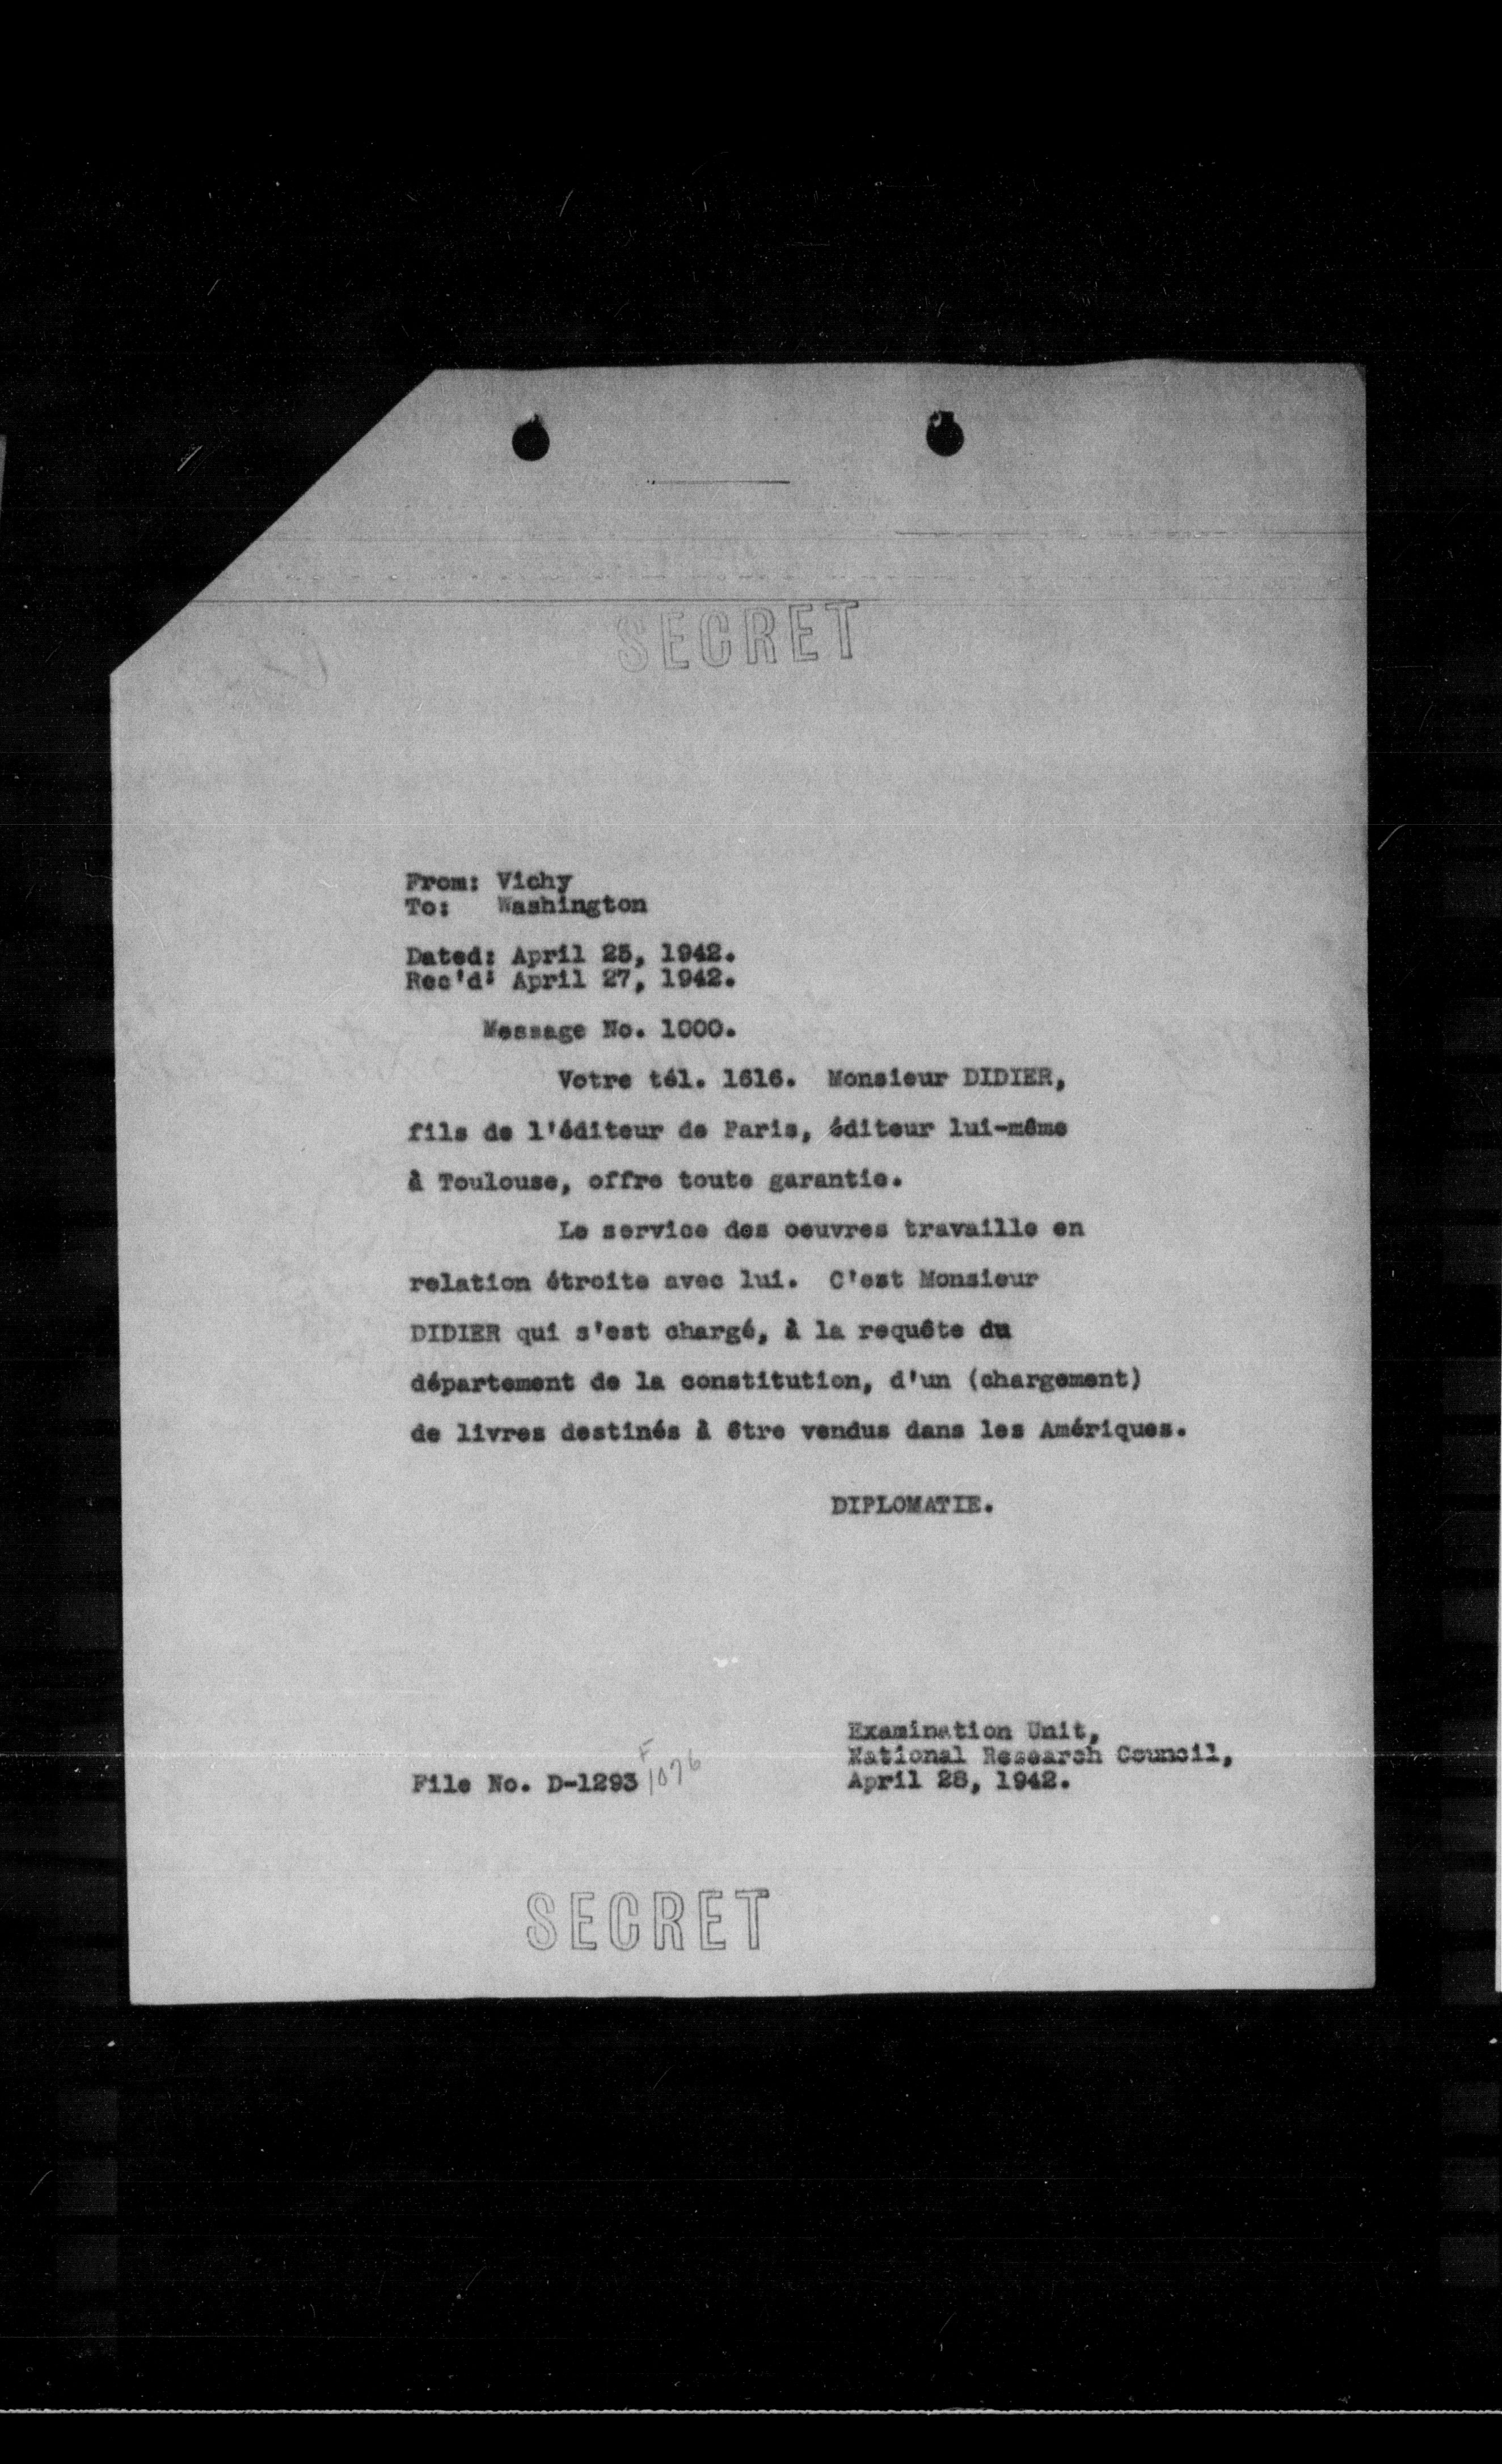 SECRET
From: Vichy
To: Washington
Dated: April 25, 1942.
Rec'd: April 27, 1942.
Message No. 1000.
Votre tél. 1616. Monsieur DIDIER,
fils de l'éditeur de Paris, éditeur lui-même
à Toulouse, offre toute garantie.
Le service des oeuvres travaille en
relation étroite avec lui. C'est Monsieur
DIDIER qui s'est chargé, à la requête du
département de la constitution, d'un (chargement)
de livres destinés à être vendus dans les Amériques.
DIPLOMATIE.
Examination Unit,
National Research Council,
April 28, 1942.
File No. D-1293 F 1076
SECRET